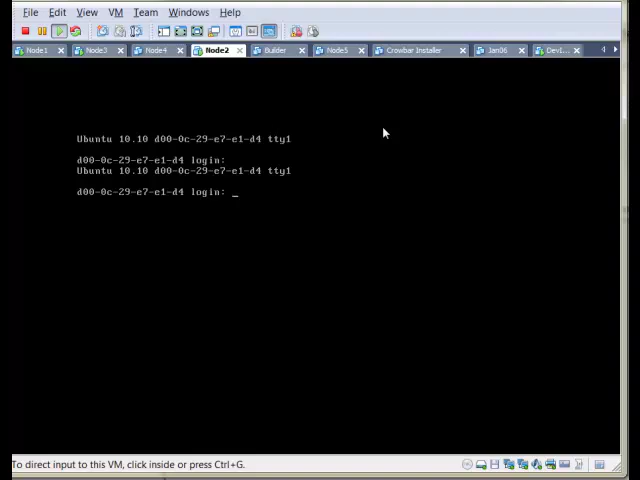 File Edit View VM Team Windows Help
Node1 Node3 Node4 Node2 Builder Node5 Crowbar Installer Jan06 Dev1...
Ubuntu 10.10 d00-0c-29-e7-e1-d4 tty1
d00-0c-29-e7-e1-d4 login:
Ubuntu 10.10 d00-0c-29-e7-e1-d4 tty1
d00-0c-29-e7-e1-d4 login: _
To direct input to this VM, click inside or press Ctrl+G.